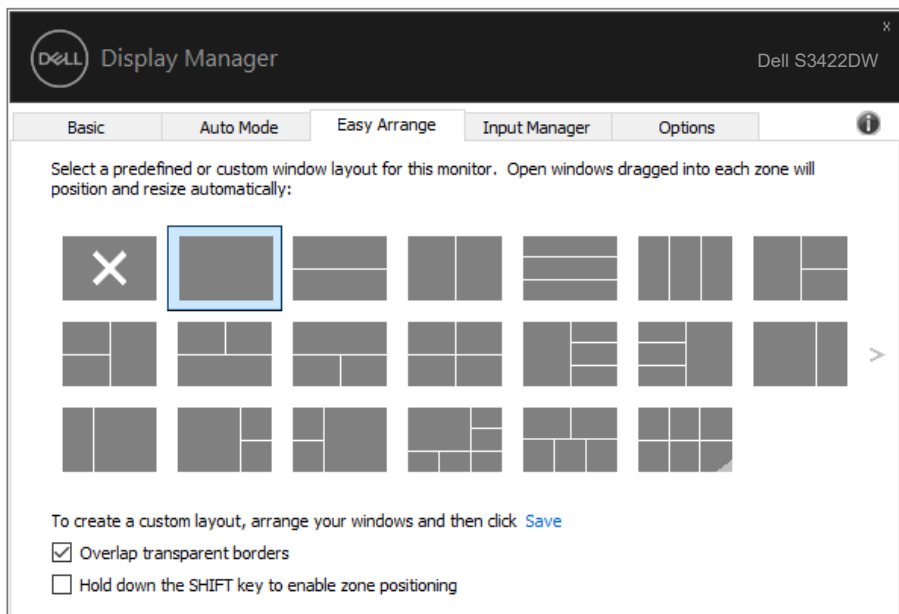 x
DELL Display Manager
Dell S3422DW
Basic Auto Mode Easy Arrange Input Manager Options
Select a predefined or custom window layout for this monitor. Open windows dragged into each zone will
position and resize automatically:
>
To create a custom layout, arrange your windows and then click Save
Overlap transparent borders
Hold down the SHIFT key to enable zone positioning